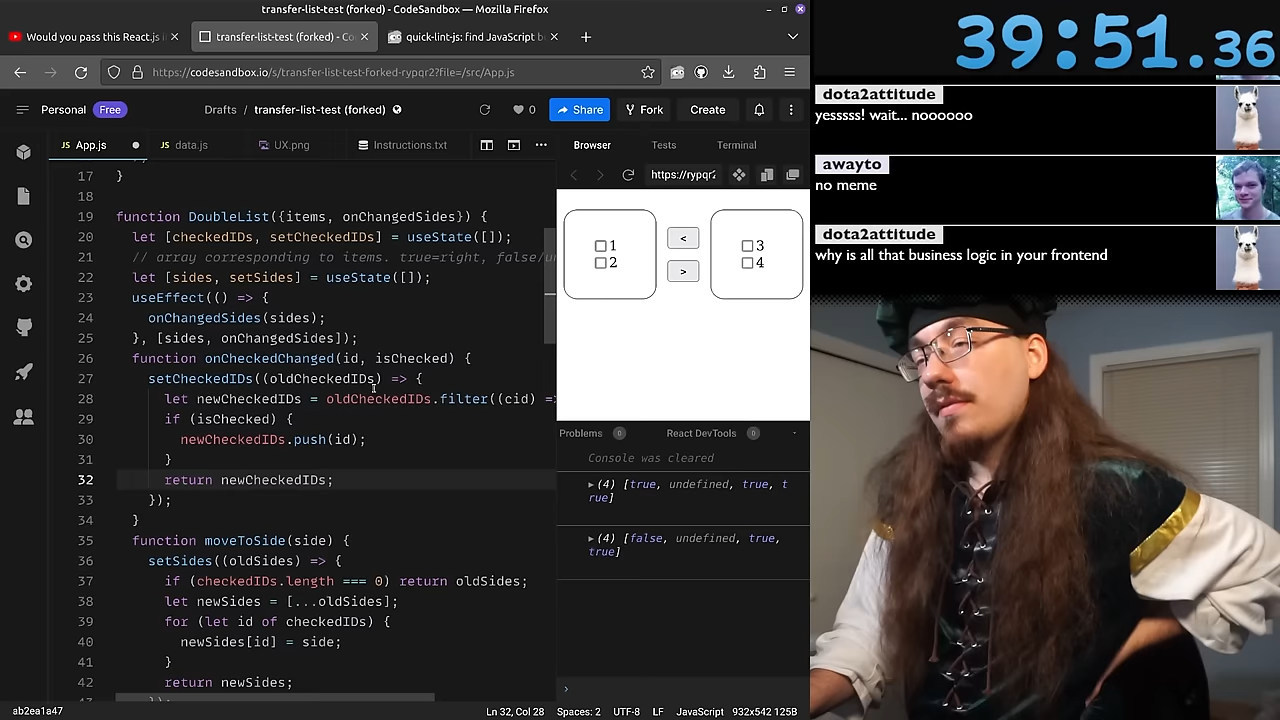 transfer-list-test (forked) - CodeSandbox — Mozilla Firefox
Would you pass this React.js i
transfer-list-test (forked) - Co
quick-lint-js: find JavaScript b
https://codesandbox.io/s/transfer-list-test-forked-rypqr2?file=/src/App.js
Personal Free
Drafts / transfer-list-test (forked)
0
Share
Fork
Create
JS App.js
JS data.js
UX.png
Instructions.txt
Browser
Tests
Terminal
https://rypqr2
17 }
18
19 function DoubleList({items, onChangedSides}) {
20 let [checkedIDs, setCheckedIDs] = useState([]);
21 // array corresponding to items. true=right, false/un
22 let [sides, setSides] = useState([]);
23 useEffect(() => {
24 onChangedSides(sides);
25 }, [sides, onChangedSides]);
26 function onCheckedChanged(id, isChecked) {
27 setCheckedIDs((oldCheckedIDs) => {
28 let newCheckedIDs = oldCheckedIDs.filter((cid) =>
29 if (isChecked) {
30 newCheckedIDs.push(id);
31 }
32 return newCheckedIDs;
33 });
34 }
35 function moveToSide(side) {
36 setSides((oldSides) => {
37 if (checkedIDs.length === 0) return oldSides;
38 let newSides = [...oldSides];
39 for (let id of checkedIDs) {
40 newSides[id] = side;
41 }
42 return newSides;
1
2
<
>
3
4
Problems 0
React DevTools 0
Console was cleared
(4) [true, undefined, true, t
rue]
(4) [false, undefined, true,
true]
ab2ea1a47
Ln 32, Col 28
Spaces: 2
UTF-8
LF
JavaScript
932x542 125B
39:51.36
dota2attitude
yesssss! wait... noooooo
awayto
no meme
dota2attitude
why is all that business logic in your frontend